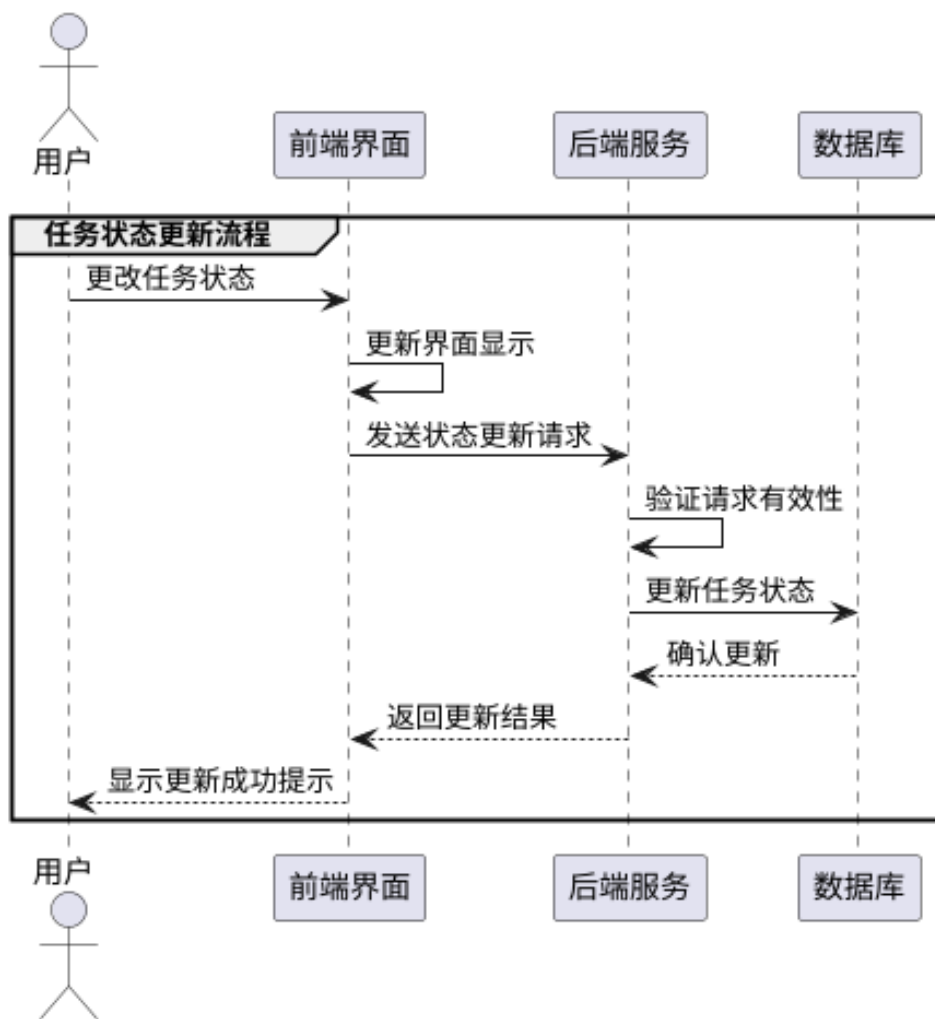 用户
前端界面
后端服务
数据库
任务状态更新流程
更改任务状态
更新界面显示
发送状态更新请求
验证请求有效性
更新任务状态
确认更新
返回更新结果
显示更新成功提示
用户
前端界面
后端服务
数据库